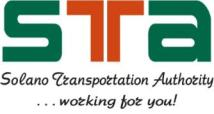 sta
Solano Transportation Authority
. . . working for you!